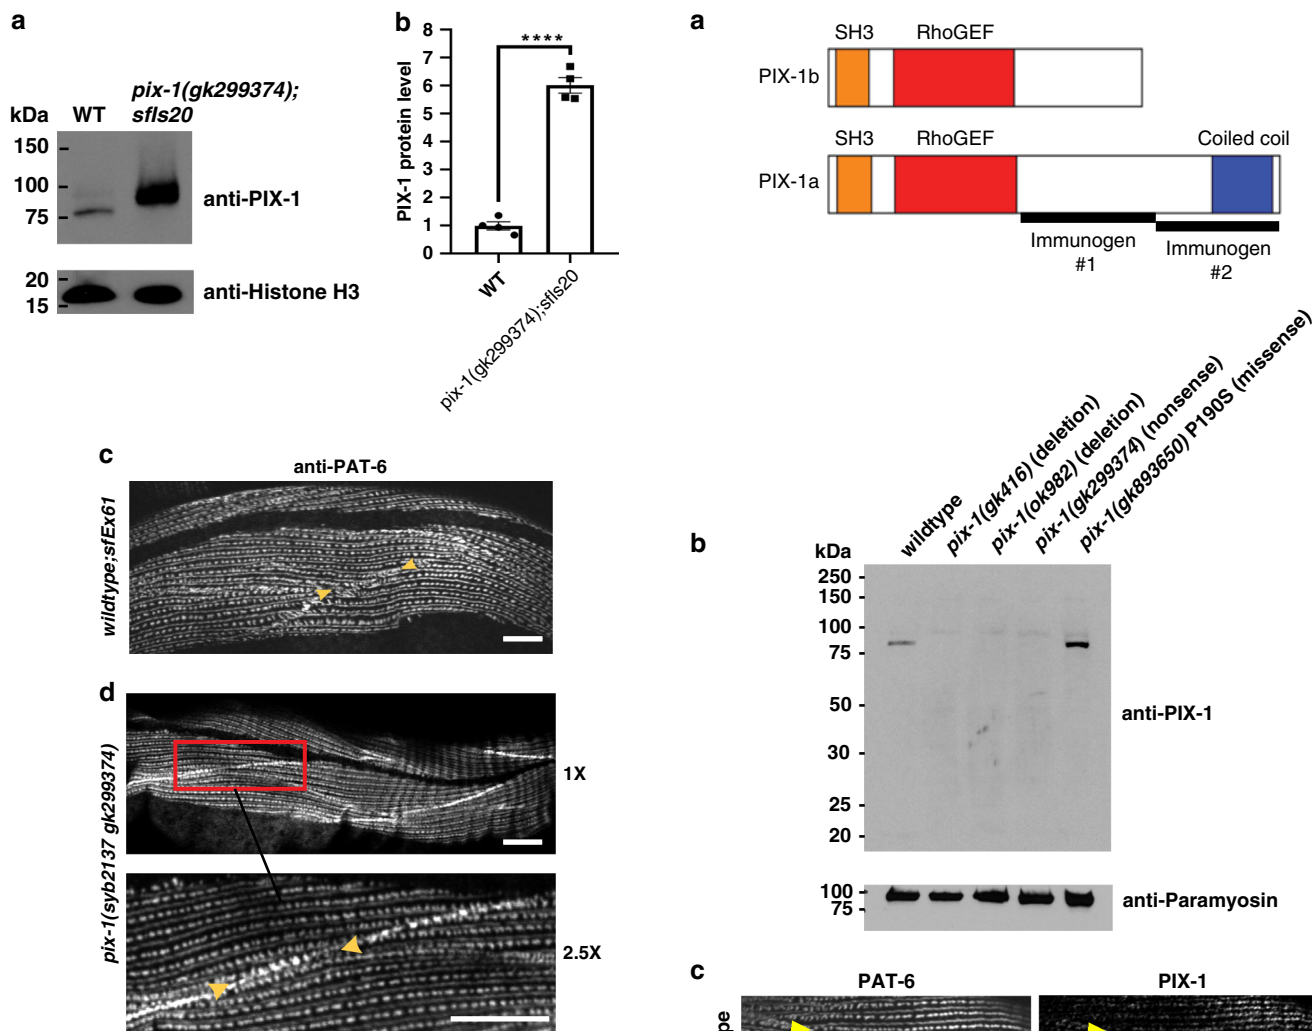 a
kDa
WT
pix-1(gk299374);
sfIs20
150
100
75
anti-PIX-1
20
15
anti-Histone H3
b
8
7
6
5
4
3
2
1
0
PIX-1 protein level
****
WT
pix-1(gk299374);sfIs20
c
anti-PAT-6
wildtype;sfEx61
d
pix-1(syb2137 gk299374)
1X
2.5X
a
SH3
RhoGEF
PIX-1b
SH3
RhoGEF
Coiled coil
PIX-1a
Immunogen
#1
Immunogen
#2
b
kDa
wildtype
pix-1(gk416) (deletion)
pix-1(ok982) (deletion)
pix-1(gk299374) (nonsense)
pix-1(gk893650) P190S (missense)
250
150
100
75
50
30
25
20
anti-PIX-1
100
75
anti-Paramyosin
c
PAT-6
PIX-1